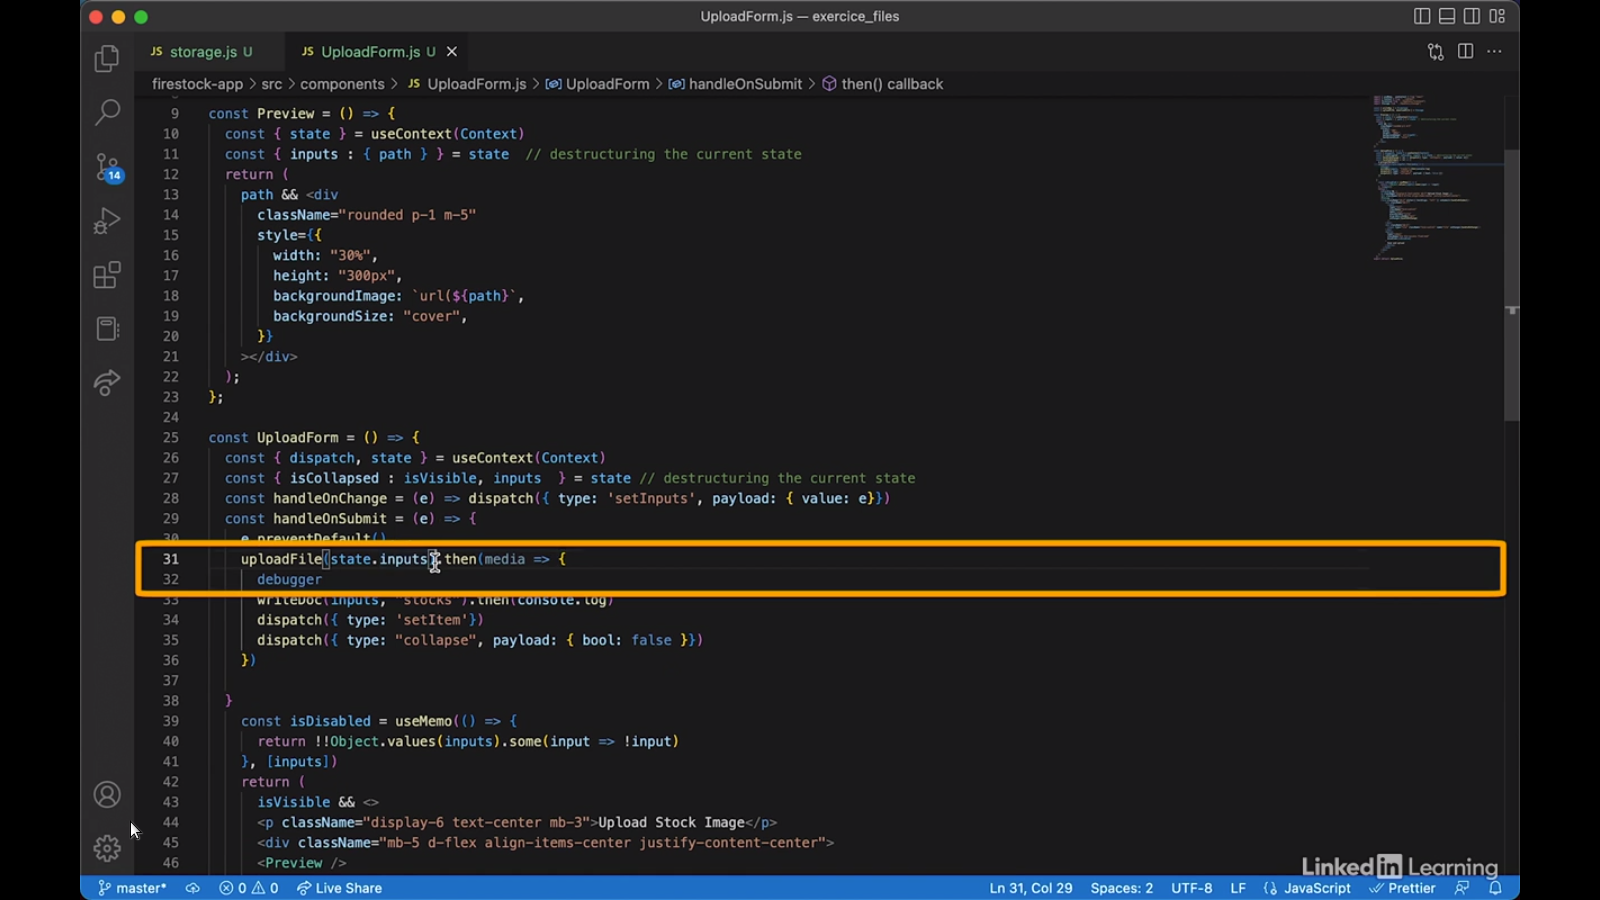 UploadForm.js — exercice_files
JS storage.js U
JS UploadForm.js U
firestock-app > src > components > JS UploadForm.js > UploadForm > handleOnSubmit > then() callback
9 const Preview = () => {
10 const { state } = useContext(Context)
11 const { inputs : { path } } = state // destructuring the current state
12 return (
13 path && <div
14 className="rounded p-1 m-5"
15 style={{
16 width: "30%",
17 height: "300px",
18 backgroundImage: `url(${path}`,
19 backgroundSize: "cover",
20 }}
21 ></div>
22 );
23 };
24
25 const UploadForm = () => {
26 const { dispatch, state } = useContext(Context)
27 const { isCollapsed : isVisible, inputs } = state // destructuring the current state
28 const handleOnChange = (e) => dispatch({ type: 'setInputs', payload: { value: e}})
29 const handleOnSubmit = (e) => {
30 e.preventDefault()
31 uploadFile(state.inputs).then(media => {
32 debugger
33 writeDoc(inputs, "stocks").then(console.log)
34 dispatch({ type: 'setItem'})
35 dispatch({ type: "collapse", payload: { bool: false }})
36 })
37
38 }
39 const isDisabled = useMemo(() => {
40 return !!Object.values(inputs).some(input => !input)
41 }, [inputs])
42 return (
43 isVisible && <>
44 <p className="display-6 text-center mb-3">Upload Stock Image</p>
45 <div className="mb-5 d-flex align-items-center justify-content-center">
46 <Preview />
14
LinkedIn Learning
master* 0 0 Live Share Ln 31, Col 29 Spaces: 2 UTF-8 LF JavaScript Prettier